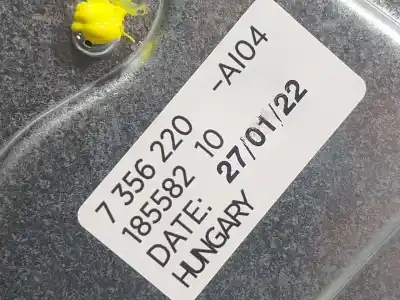 7 356 220 -AI04
185582 10
DATE: 27/01/22
HUNGARY